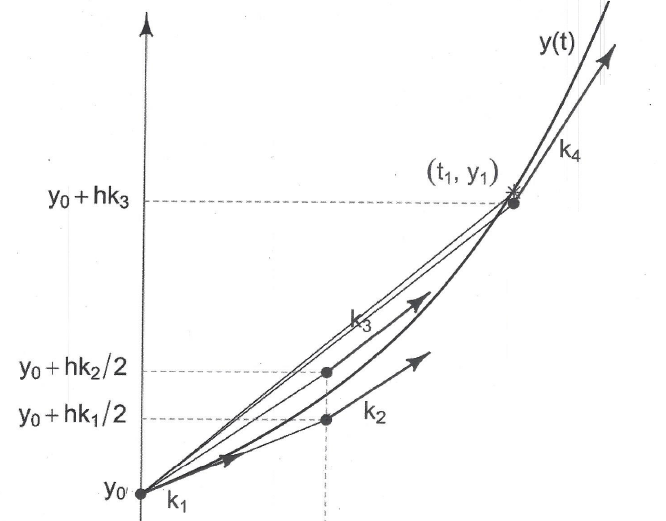 y(t)
k₄
(t₁, y₁)
y₀+hk₃
k₃
y₀+hk₂/2
y₀+hk₁/2
k₂
y₀
k₁